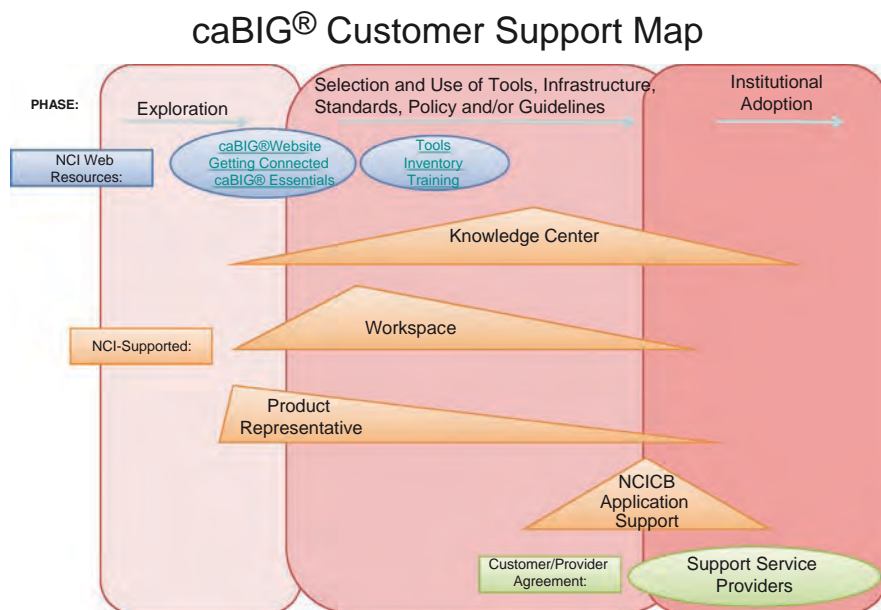 caBIG® Customer Support Map
PHASE:
Exploration
Selection and Use of Tools, Infrastructure,
Standards, Policy and/or Guidelines
Institutional
Adoption
NCI Web
Resources:
caBIG®Website
Getting Connected
caBIG® Essentials
Tools
Inventory
Training
Knowledge Center
NCI-Supported:
Workspace
Product
Representative
NCICB
Application
Support
Customer/Provider
Agreement:
Support Service
Providers